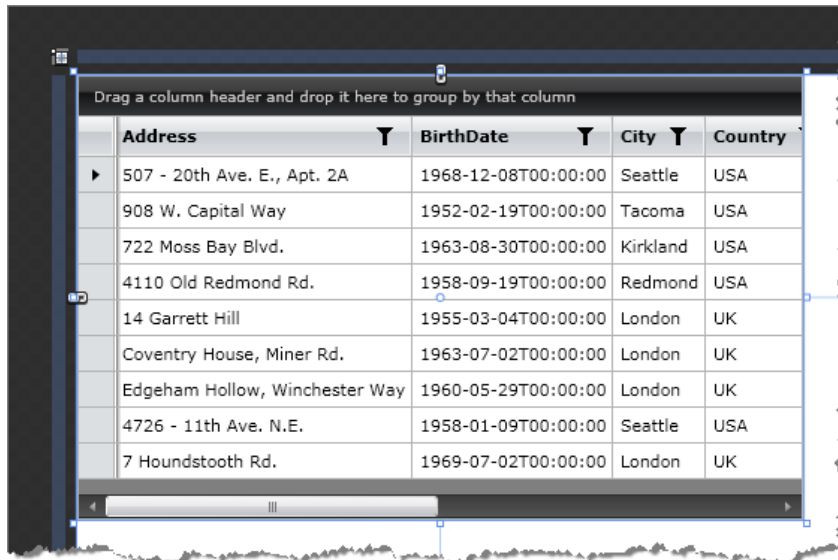 Drag a column header and drop it here to group by that column
Address BirthDate City Country
507 - 20th Ave. E., Apt. 2A 1968-12-08T00:00:00 Seattle USA
908 W. Capital Way 1952-02-19T00:00:00 Tacoma USA
722 Moss Bay Blvd. 1963-08-30T00:00:00 Kirkland USA
4110 Old Redmond Rd. 1958-09-19T00:00:00 Redmond USA
14 Garrett Hill 1955-03-04T00:00:00 London UK
Coventry House, Miner Rd. 1963-07-02T00:00:00 London UK
Edgeham Hollow, Winchester Way 1960-05-29T00:00:00 London UK
4726 - 11th Ave. N.E. 1958-01-09T00:00:00 Seattle USA
7 Houndstooth Rd. 1969-07-02T00:00:00 London UK